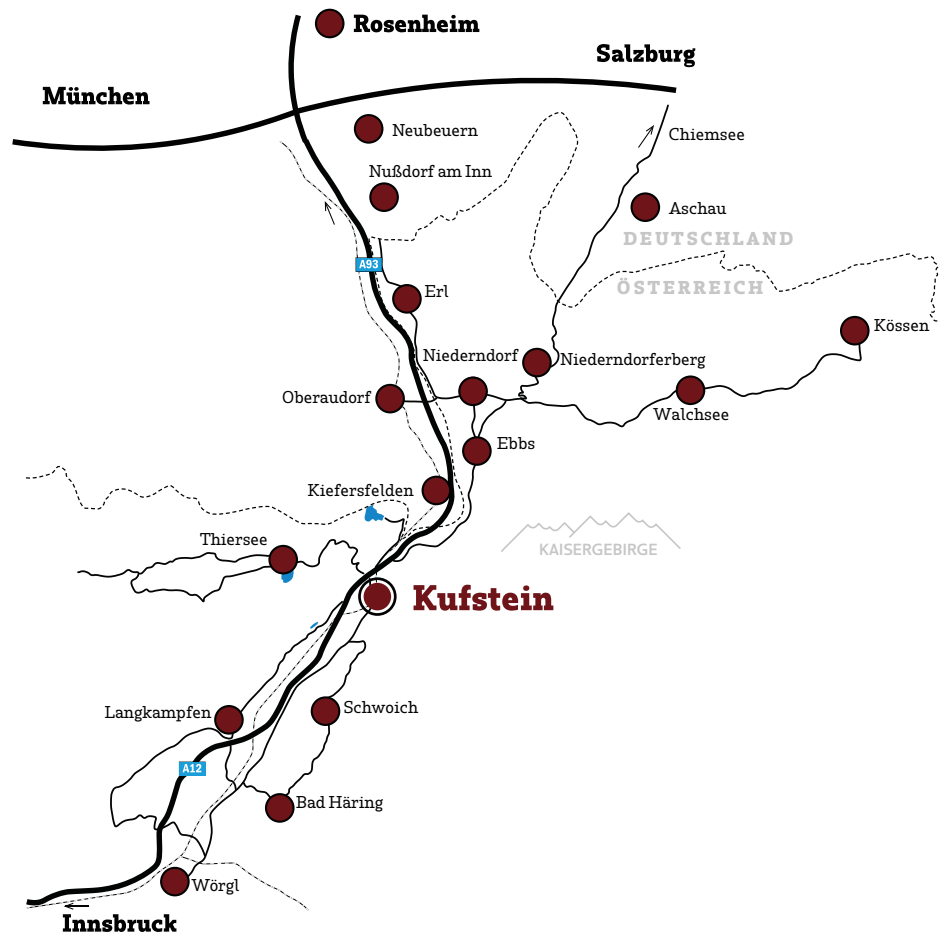 Rosenheim
Salzburg
München
Neubeuern
Chiemsee
Nußdorf am Inn
Aschau
DEUTSCHLAND
A93
ÖSTERREICH
Erl
Kössen
Niederndorf
Niederndorferberg
Oberaudorf
Walchsee
Ebbs
Kiefersfelden
Thiersee
KAISERGEBIRGE
Kufstein
Langkampfen
Schwoich
A12
Bad Häring
Wörgl
Innsbruck